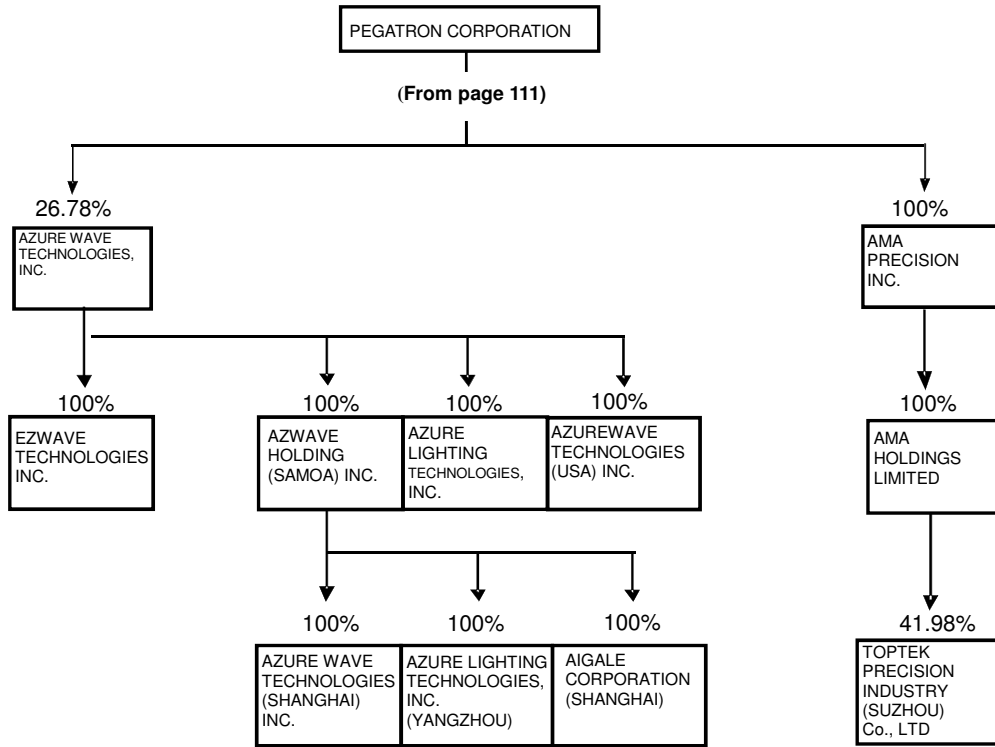 PEGATRON CORPORATION
(From page 111)
26.78%
100%
AZURE WAVE
TECHNOLOGIES,
INC.
AMA
PRECISION
INC.
100%
100%
100%
100%
100%
EZWAVE
TECHNOLOGIES
INC.
AZWAVE
HOLDING
(SAMOA) INC.
AZURE
LIGHTING
TECHNOLOGIES,
INC.
AZUREWAVE
TECHNOLOGIES
(USA) INC.
AMA
HOLDINGS
LIMITED
100%
100%
100%
41.98%
AZURE WAVE
TECHNOLOGIES
(SHANGHAI)
INC.
AZURE LIGHTING
TECHNOLOGIES,
INC.
(YANGZHOU)
AIGALE
CORPORATION
(SHANGHAI)
TOPTEK
PRECISION
INDUSTRY
(SUZHOU)
Co., LTD